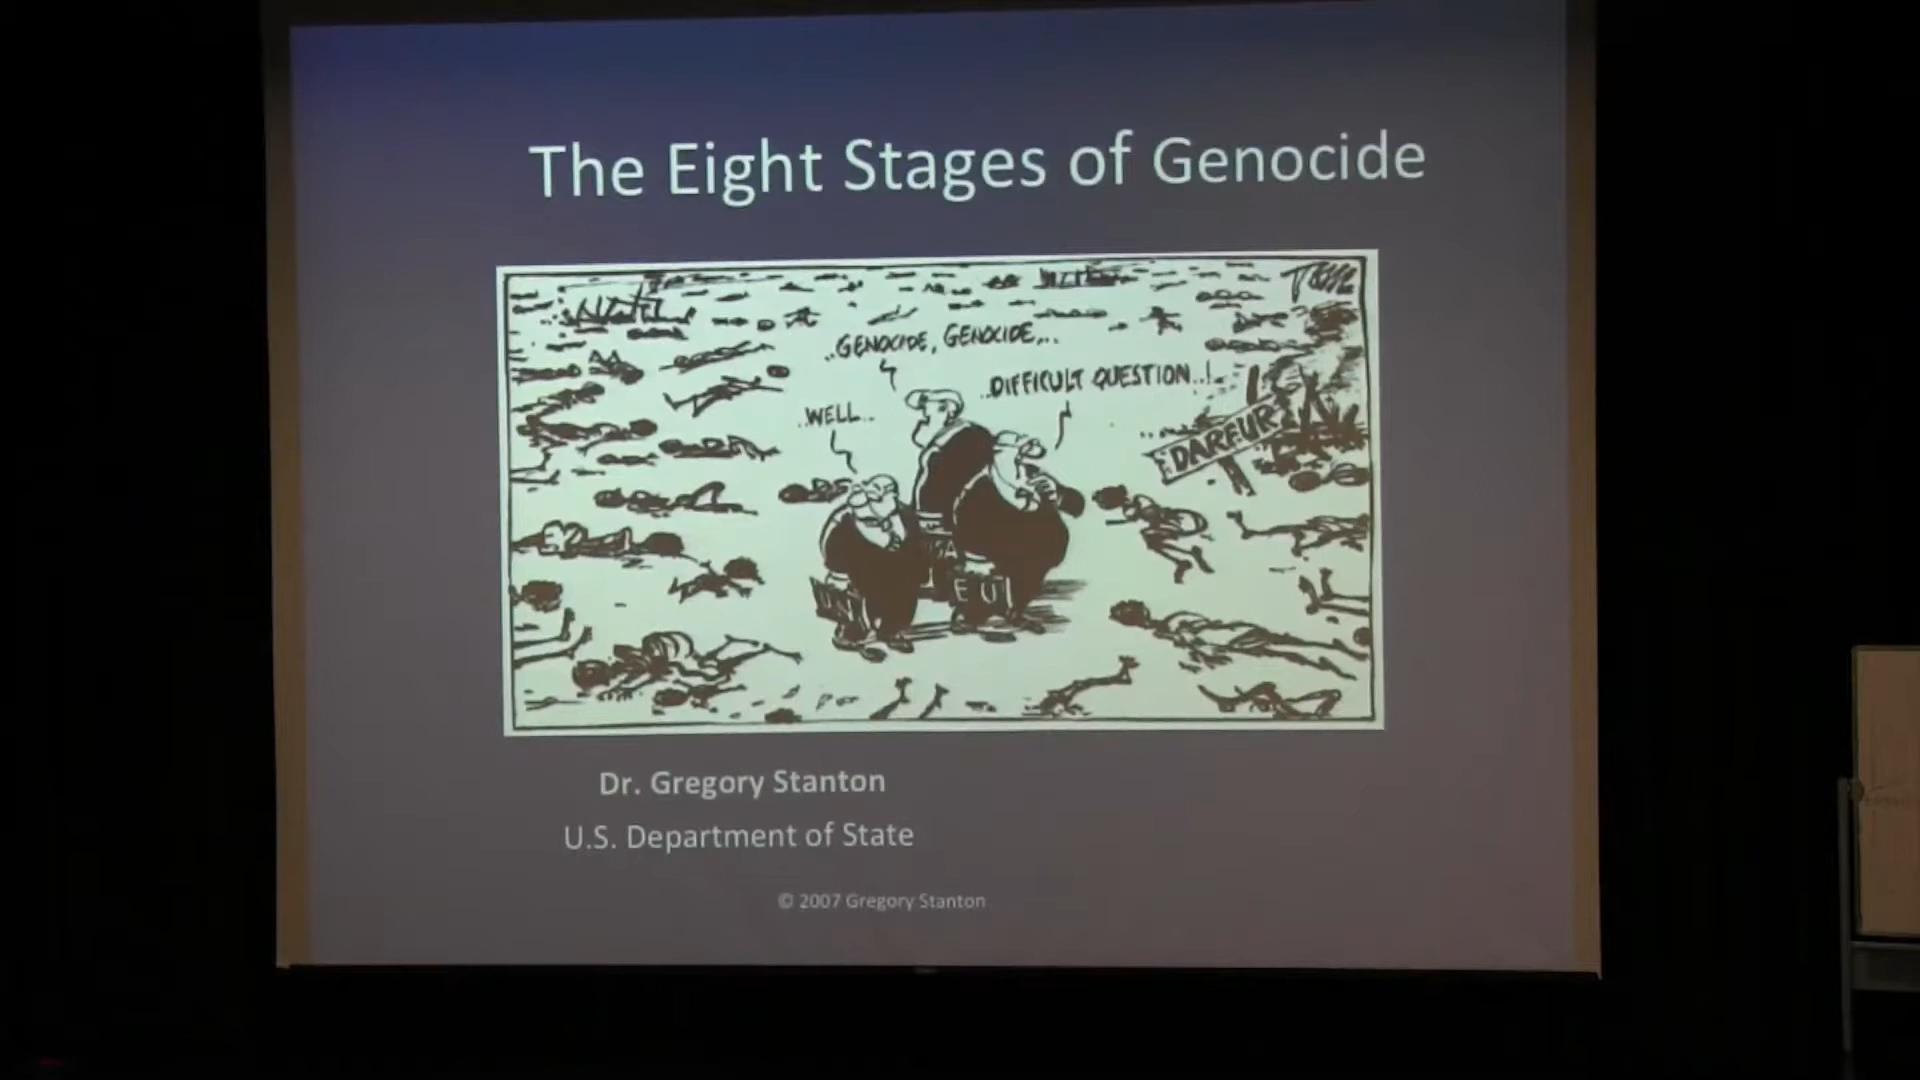 The Eight Stages of Genocide
..GENOCIDE, GENOCIDE,..
..DIFFICULT QUESTION..!
..WELL..
DARFUR
UN
EU
Dr. Gregory Stanton
U.S. Department of State
© 2007 Gregory Stanton